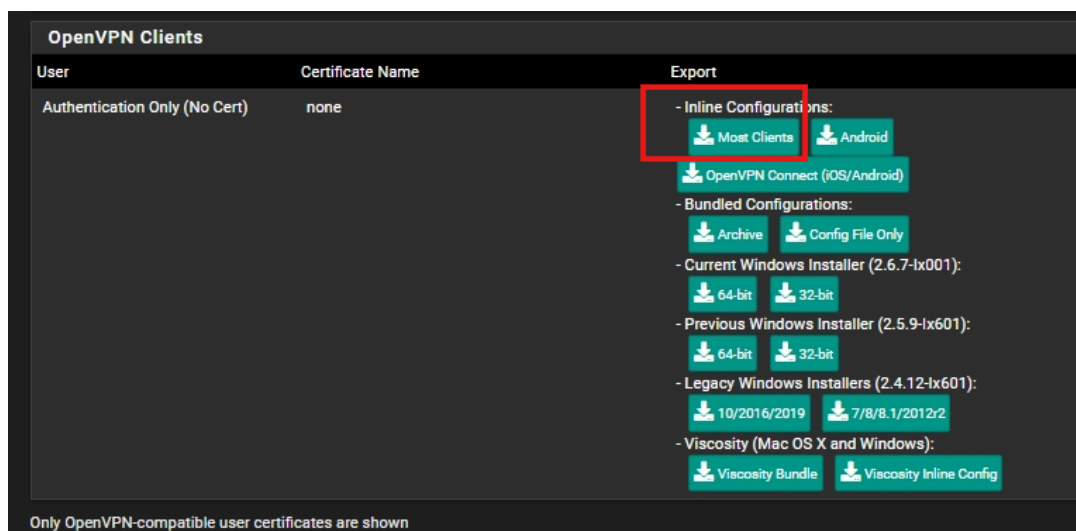 OpenVPN Clients
User Certificate Name Export
Authentication Only (No Cert) none - Inline Configurations:
Most Clients Android
OpenVPN Connect (iOS/Android)
- Bundled Configurations:
Archive Config File Only
- Current Windows Installer (2.6.7-Ix001):
64-bit 32-bit
- Previous Windows Installer (2.5.9-Ix601):
64-bit 32-bit
- Legacy Windows Installers (2.4.12-Ix601):
10/2016/2019 7/8/8.1/2012r2
- Viscosity (Mac OS X and Windows):
Viscosity Bundle Viscosity Inline Config
Only OpenVPN-compatible user certificates are shown